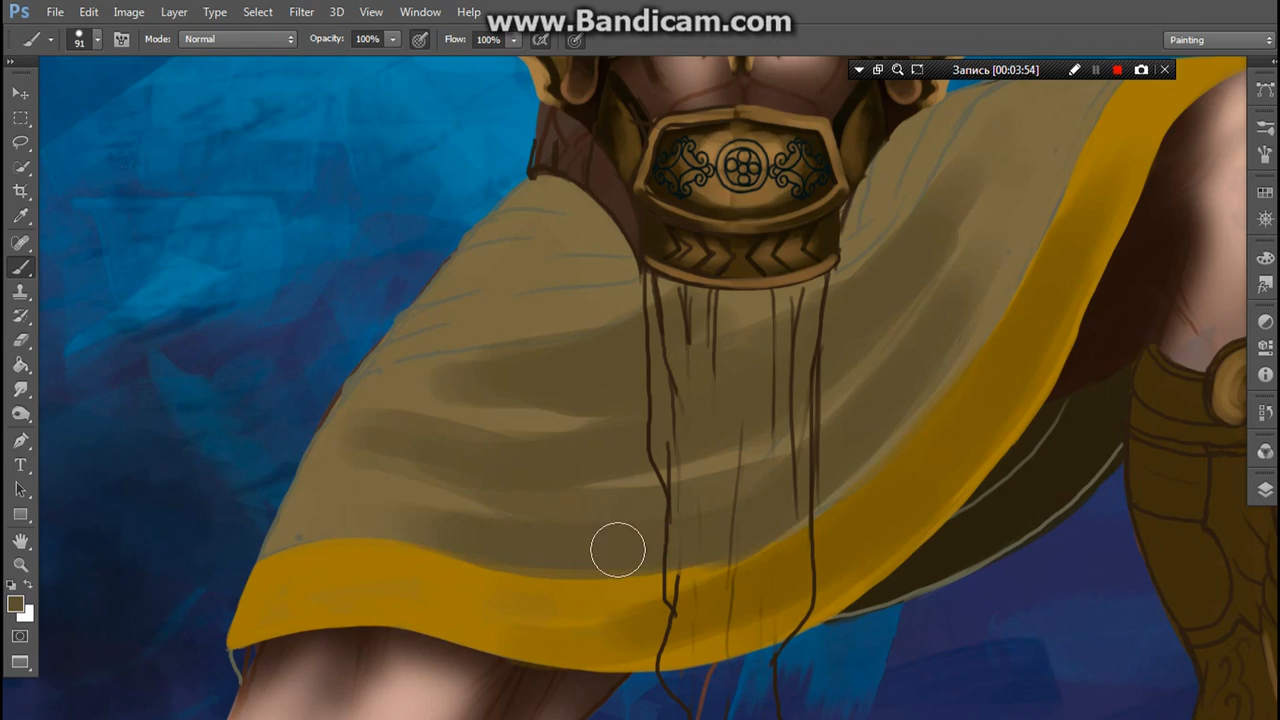 Ps File Edit Image Layer Type Select Filter 3D View Window Help
www.Bandicam.com
91 Mode: Normal Opacity: 100% Flow: 100% Painting
Запись [00:03:54]
T